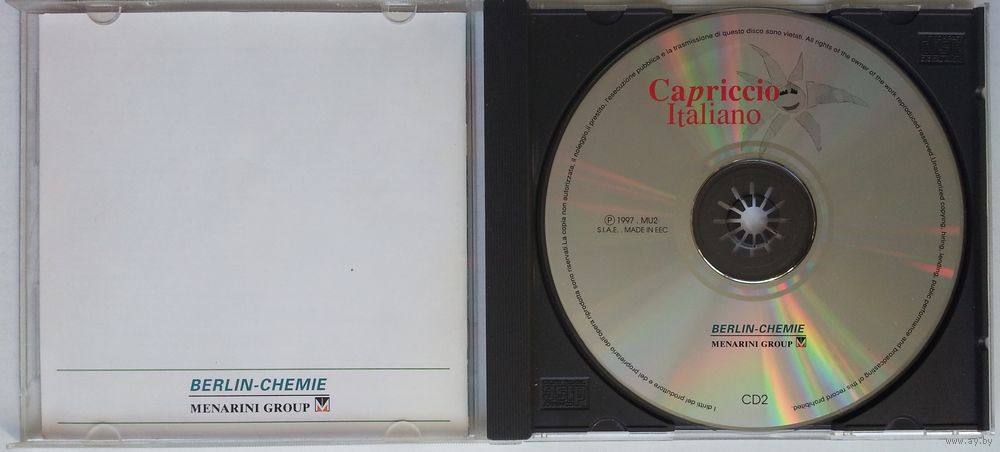 BERLIN-CHEMIE
MENARINI GROUP
Capriccio
Italiano
P 1997 . MU2
S.I.A.E. . MADE IN EEC
BERLIN-CHEMIE
MENARINI GROUP
CD2
I diritti del produttore e del proprietario dell'opera riprodotta sono riservati.La copia non autorizzata, il noleggio,il prestito, l'esecuzione pubblica e la trasmissione di questo disco sono vietati. All rights of the owner of the work reproduced reserved.Unauthorized copying, hiring, lending, public performance and broadcasting of this record prohibited
www.ay.by